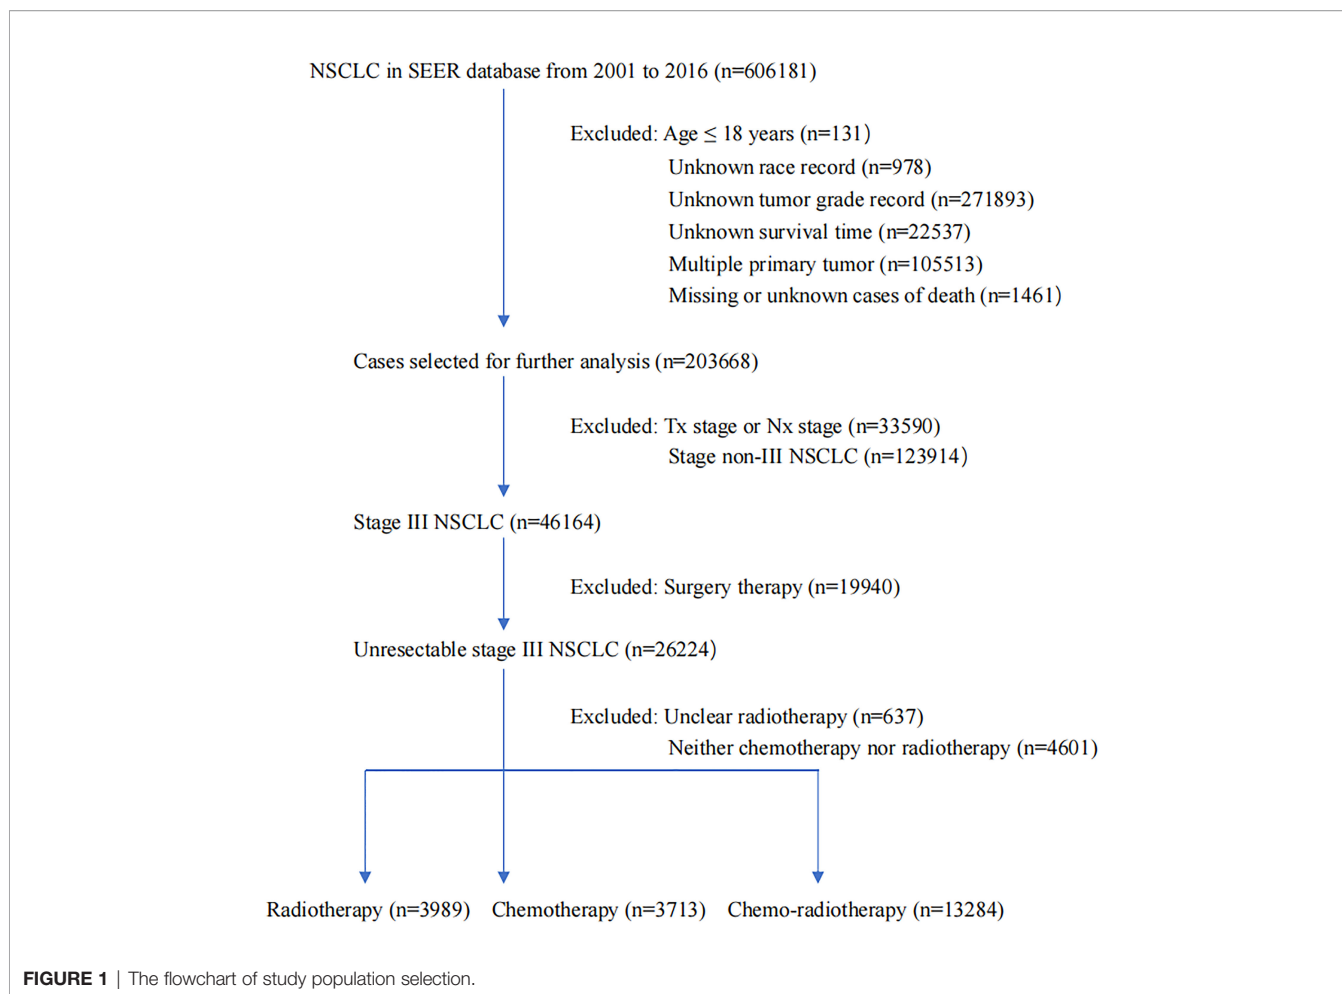 NSCLC in SEER database from 2001 to 2016 (n=606181)
Excluded: Age ≤ 18 years (n=131)
Unknown race record (n=978)
Unknown tumor grade record (n=271893)
Unknown survival time (n=22537)
Multiple primary tumor (n=105513)
Missing or unknown cases of death (n=1461)
Cases selected for further analysis (n=203668)
Excluded: Tx stage or Nx stage (n=33590)
Stage non-III NSCLC (n=123914)
Stage III NSCLC (n=46164)
Excluded: Surgery therapy (n=19940)
Unresectable stage III NSCLC (n=26224)
Excluded: Unclear radiotherapy (n=637)
Neither chemotherapy nor radiotherapy (n=4601)
Radiotherapy (n=3989) Chemotherapy (n=3713) Chemo-radiotherapy (n=13284)
FIGURE 1 | The flowchart of study population selection.